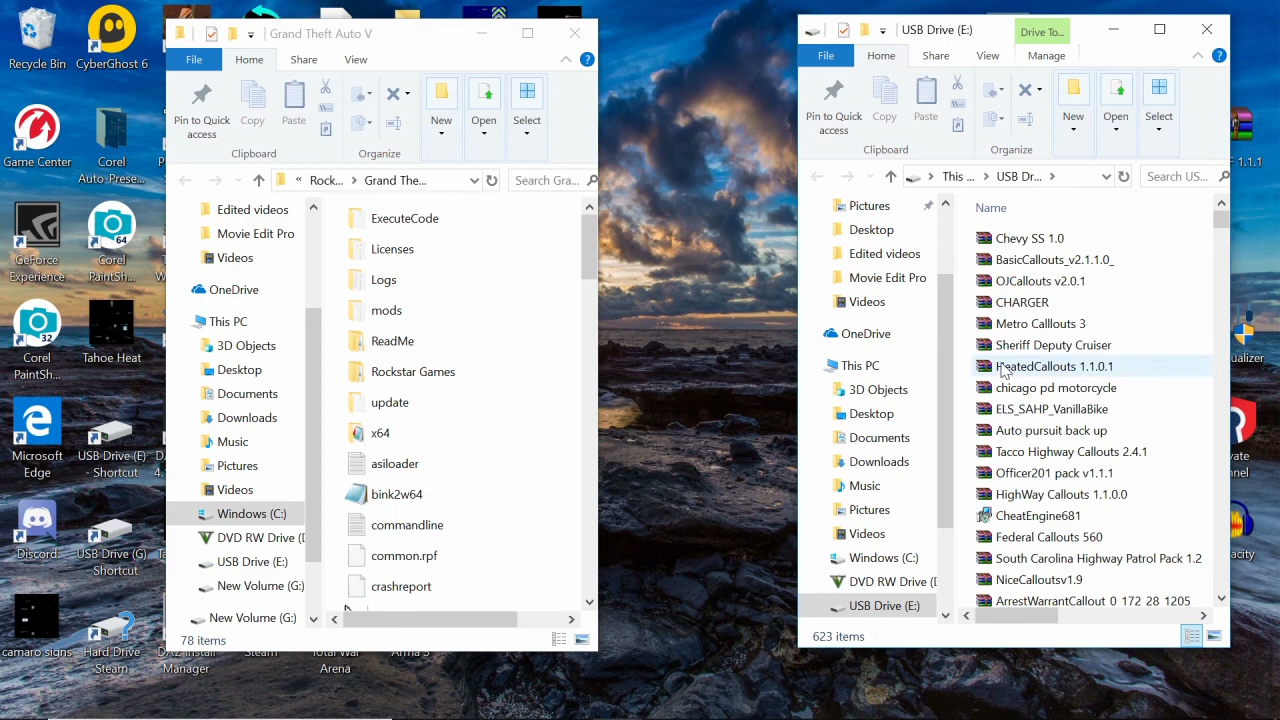 Recycle Bin
CyberGhost 6
Game Center
Corel
Auto-Prese...
GeForce
Experience
64
Corel
PaintSh...
32
Corel
PaintSh...
Tahoe Heat
Microsoft
Edge
USB Drive (E)
- Shortcut
Discord
USB Drive (G)
Shortcut
camaro signs
Hard Drive
Steam
DAZ Install
Manager
Steam
Total War
Arena
Arma 3
Grand Theft Auto V
File
Home
Share
View
Pin to Quick
access
Copy
Paste
New
Open
Select
Clipboard
Organize
« Rock...
Grand The...
Search Gra...
Edited videos
Movie Edit Pro
Videos
OneDrive
This PC
3D Objects
Desktop
Documents
Downloads
Music
Pictures
Videos
Windows (C:)
DVD RW Drive (
USB Drive (E:)
New Volume (G:)
New Volume (G:)
ExecuteCode
Licenses
Logs
mods
ReadMe
Rockstar Games
update
x64
asiloader
bink2w64
commandline
common.rpf
crashreport
78 items
USB Drive (E:)
Drive To...
File
Home
Share
View
Manage
Pin to Quick
access
Copy
Paste
New
Open
Select
Clipboard
Organize
This ...
USB Dr...
Search US...
Pictures
Desktop
Edited videos
Movie Edit Pro
Videos
OneDrive
This PC
3D Objects
Desktop
Documents
Downloads
Music
Pictures
Videos
Windows (C:)
DVD RW Drive (
USB Drive (E:)
Name
Chevy SS 1.0
BasicCallouts_v2.1.1.0_
OJCallouts v2.0.1
CHARGER
Metro Calllouts 3
Sheriff Deputy Cruiser
HeatedCallouts 1.1.0.1
chicago pd motorcycle
ELS_SAHP_VanillaBike
Auto pursuit back up
Tacco Highway Callouts 2.4.1
Officer201 pack v1.1.1
HighWay Callouts 1.1.0.0
CheatEngine681
Federal Callouts 560
South Carolina Highway Patrol Pack 1.2
NiceCalloutsv1.9
ArrestWarrantCallout_0_172_28_1205
623 items
F 1.1.1